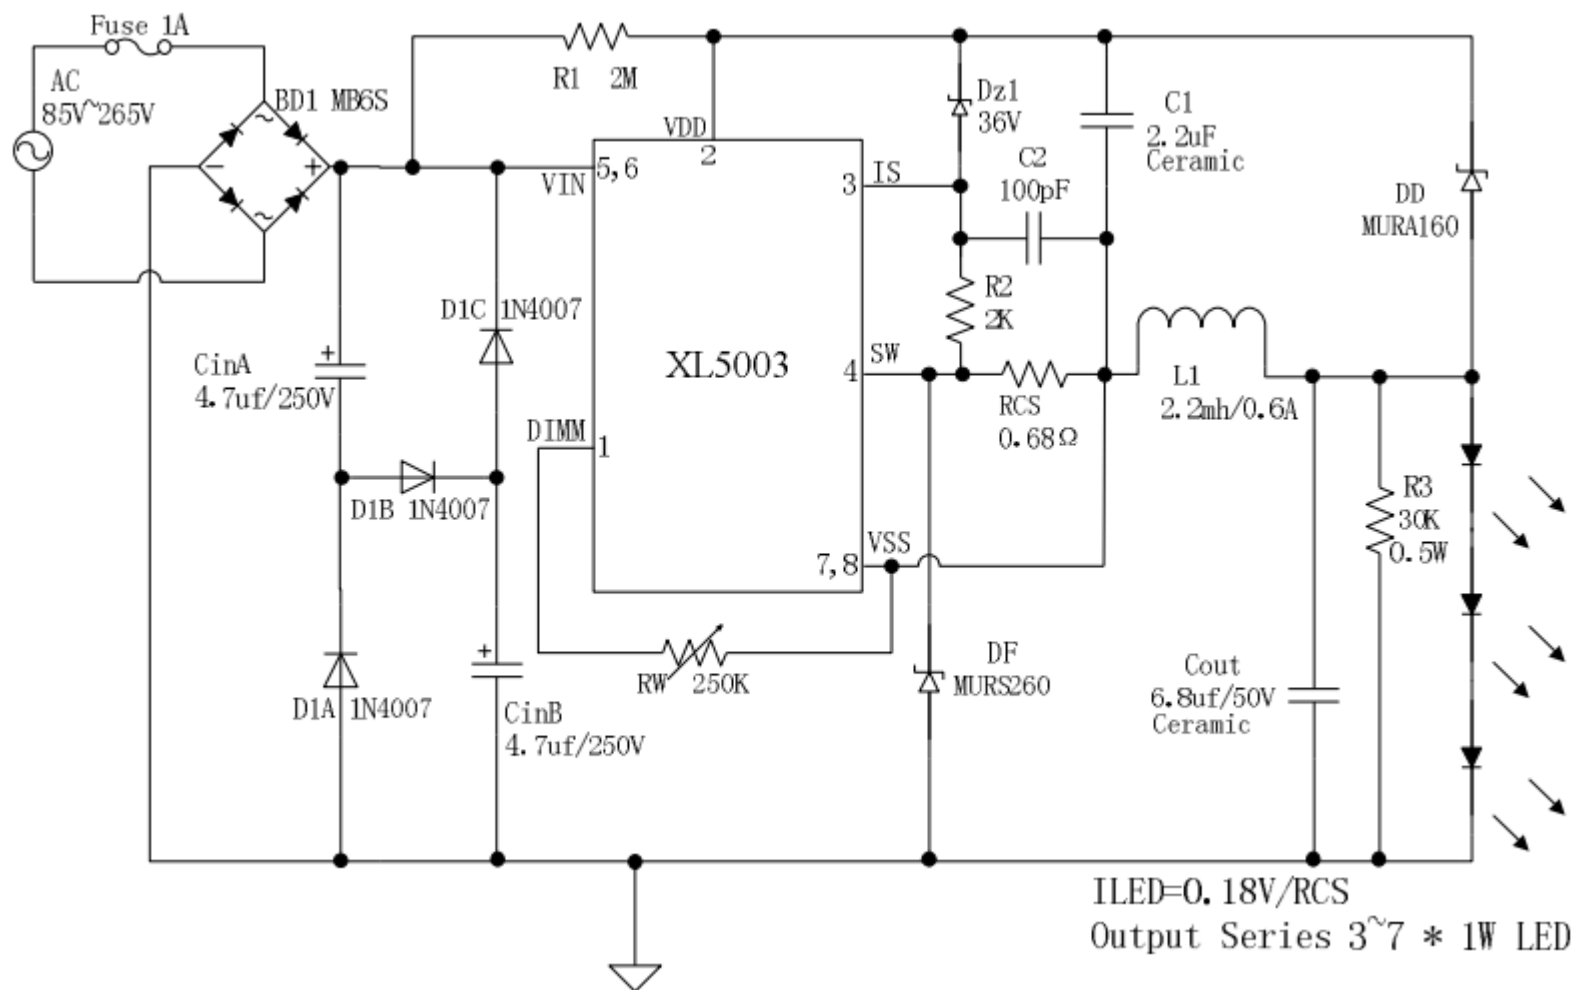 Fuse 1A
AC
85V~265V
BD1 MB6S
~
-
+
~
R1 2M
VDD
2
VIN
5,6
3
IS
Dz1
36V
C2
100pF
C1
2.2uF
Ceramic
DD
MURA160
D1C 1N4007
CinA
+
4.7uf/250V
XL5003
R2
2K
SW
4
RCS
0.68Ω
L1
2.2mh/0.6A
DIMM
1
D1B 1N4007
R3
30K
0.5W
VSS
7,8
RW 250K
DF
MURS260
D1A 1N4007
+
CinB
4.7uf/250V
Cout
6.8uf/50V
Ceramic
ILED=0.18V/RCS
Output Series 3~7 * 1W LED